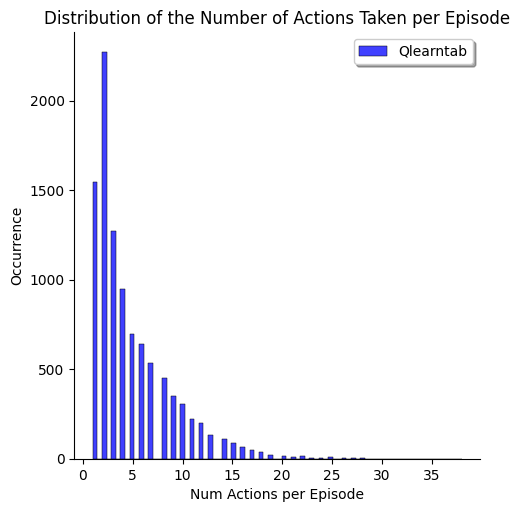 Distribution of the Number of Actions Taken per Episode
Qlearntab
Occurrence
2000
1500
1000
500
0
0 5 10 15 20 25 30 35
Num Actions per Episode